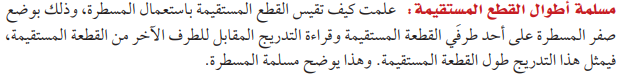 مسلمة أطوال القطع المستقيمة: علمت كيف تقيس القطع المستقيمة باستعمال المسطرة، وذلك بوضع
صفر المسطرة على أحد طرفَي القطعة المستقيمة وقراءة التدريج المقابل للطرف الآخر من القطعة المستقيمة،
فيمثل هذا التدريج طول القطعة المستقيمة. وهذا يوضح مسلمة المسطرة.